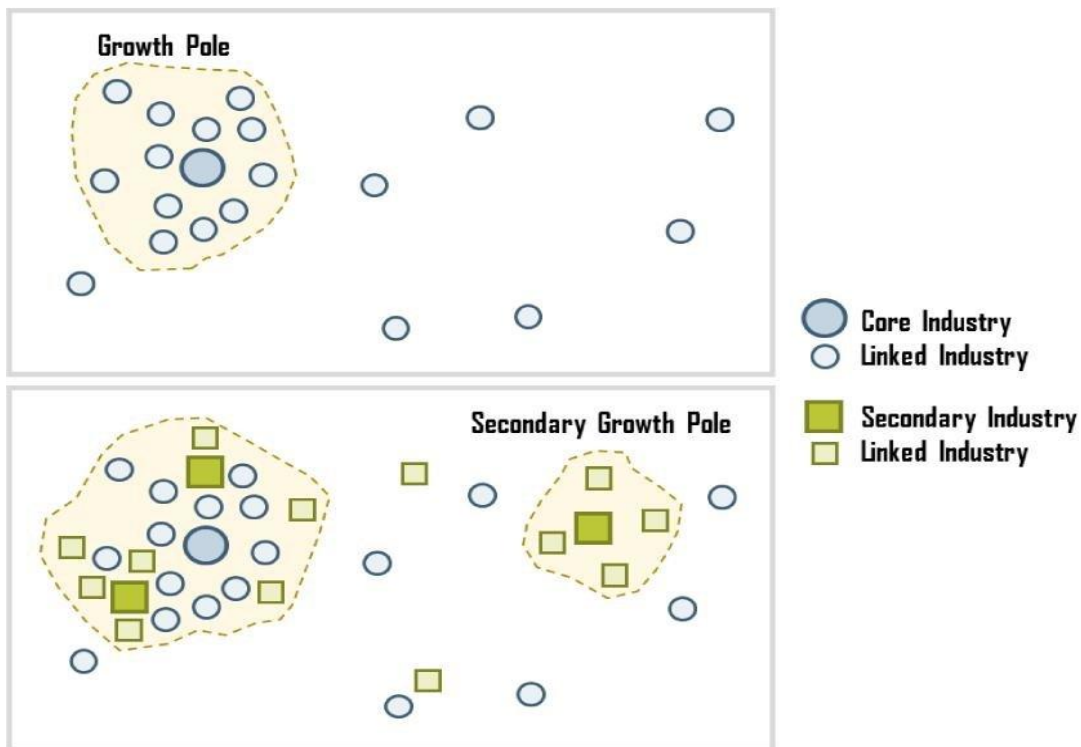 Growth Pole
Core Industry
Linked Industry
Secondary Growth Pole
Secondary Industry
Linked Industry